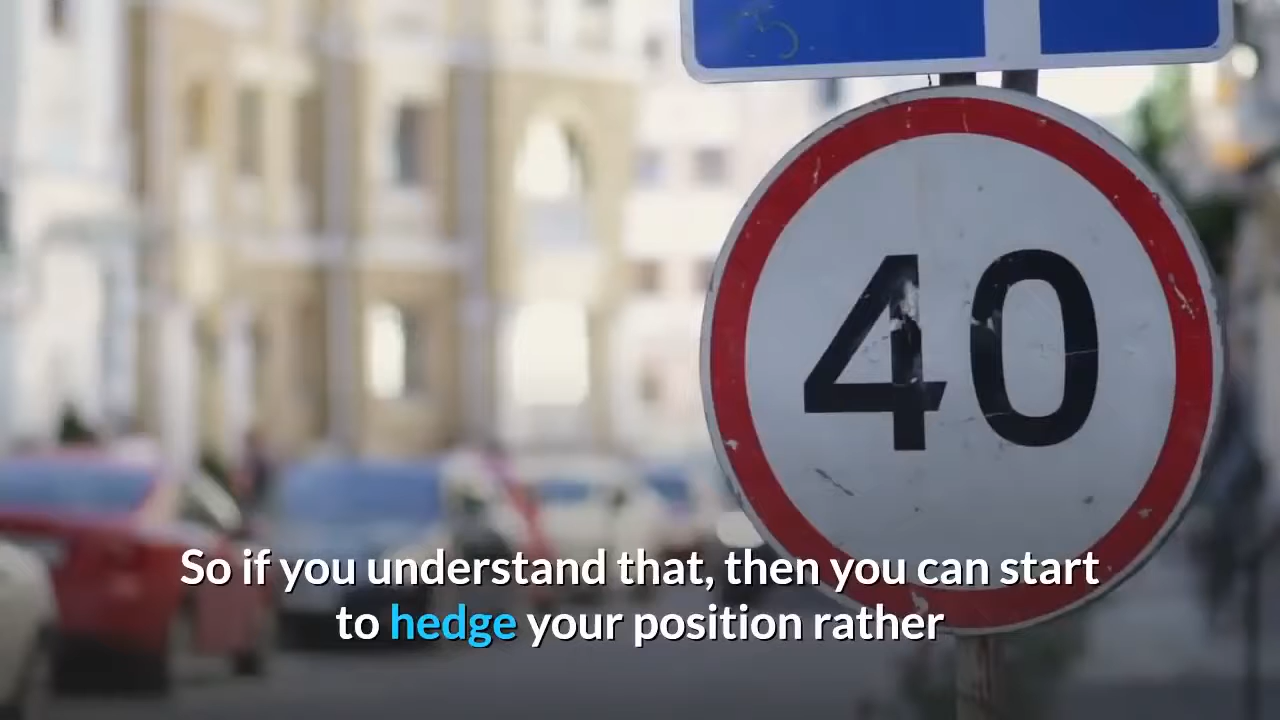 40
So if you understand that, then you can start
to hedge your position rather